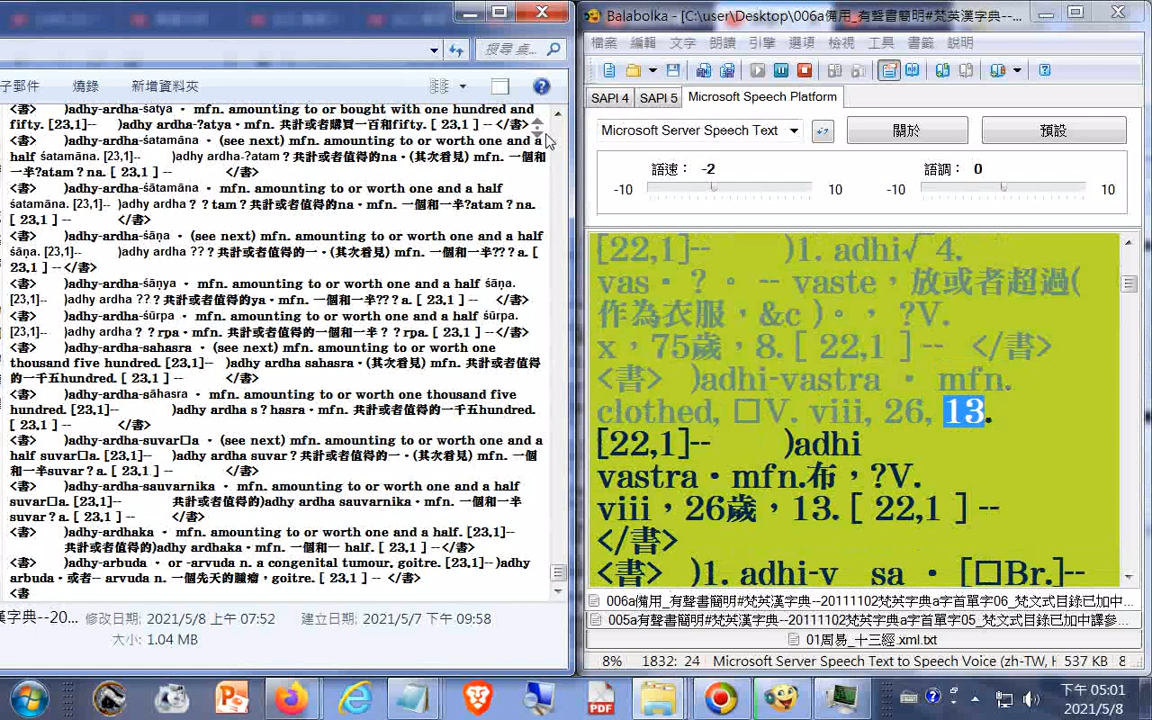 搜尋 桌...
子郵件 燒錄 新增資料夾
<書> )adhy-ardha-śatya · mfn. amounting to or bought with one hundred and
fifty. [23,1]-- )adhy ardha-?atya · mfn. 共計或者購買一百和fifty. [ 23,1 ] --</書>
<書> )adhy-ardha-śatamāna · (see next) mfn. amounting to or worth one and a
half śatamāna. [23,1]-- )adhy ardha-?atam ? 共計或者值得的na · (其次看見) mfn. 一個和
一半?atam ? na. [ 23,1 ] -- </書>
<書> )adhy-ardha-śātamāna · mfn. amounting to or worth one and a half
śatamāna. [23,1]-- )adhy ardha ? ? tam ? 共計或者值得的na · mfn. 一個和一半?atam ? na.
[ 23,1 ] -- </書>
<書> )adhy-ardha-śāṇa · (see next) mfn. amounting to or worth one and a half
śāṇa. [23,1]-- )adhy ardha ?? ? 共計或者值得的一 · (其次看見) mfn. 一個和一半??? a. [
23,1 ] --</書>
<書> )adhy-ardha-śāṇya · mfn. amounting to or worth one and a half śāṇa.
[23,1]-- )adhy ardha ?? ? 共計或者值得的ya · mfn. 一個和一半??? a. [ 23,1 ] --</書>
<書> )adhy-ardha-śūrpa · mfn. amounting to or worth one and a half śūrpa.
[23,1]-- )adhy ardha ? ? rpa · mfn. 共計或者值得的一個和一半? ? rpa. [ 23,1 ] --</書>
<書> )adhy-ardha-sahasra · (see next) mfn. amounting to or worth one
thousand five hundred. [23,1]-- )adhy ardha sahasra · (其次看見) mfn. 共計或者值得
的一千五hundred. [ 23,1 ] -- </書>
<書> )adhy-ardha-sāhasra · mfn. amounting to or worth one thousand five
hundred. [23,1]-- )adhy ardha s ? hasra · mfn. 共計或者值得的一千五hundred.
[ 23,1 ] -- </書>
<書> )adhy-ardha-suvar□a · (see next) mfn. amounting to or worth one and a
half suvar□a. [23,1]-- )adhy ardha suvar ? 共計或者值得的一 · (其次看見) mfn. 一個
和一半suvar ? a. [ 23,1 ] -- </書>
<書> )adhy-ardha-sauvarnika · mfn. amounting to or worth one and a half
suvar□a. [23,1]-- 共計或者值得的)adhy ardha sauvarnika · mfn. 一個和一半
suvar ? a. [ 23,1 ] -- </書>
<書> )adhy-ardhaka · mfn. amounting to or worth one and a half. [23,1]--
共計或者值得的)adhy ardhaka · mfn. 一個和一 half. [ 23,1 ] --</書>
<書> )adhy-arbuda · or -arvuda n. a congenital tumour, goitre. [23,1]--)adhy
arbuda · 或者-- arvuda n. 一個先天的腫瘤, goitre. [ 23,1 ] --</書>
<書
漢字典--20... 修改日期: 2021/5/8 上午 07:52 建立日期: 2021/5/7 下午 09:58
大小: 1.04 MB
Balabolka - [C:\user\Desktop\006a備用_有聲書簡明#梵英漢字典--...
檔案 編輯 文字 朗讀 引擎 選項 檢視 工具 書籤 說明
SAPI 4 SAPI 5 Microsoft Speech Platform
Microsoft Server Speech Text 關於 預設
語速: -2 語調: 0
-10 10 -10 10
[22,1]-- )1. adhi√ 4.
vas · ? 。 -- vaste,放或者超過(
作為衣服,&c )。, ?V.
x,75歲,8. [ 22,1 ] -- </書>
<書> )adhi-vastra · mfn.
clothed, □V. viii, 26, 13.
[22,1]-- )adhi
vastra · mfn.布,?V.
viii,26歲,13. [ 22,1 ] --
</書>
<書> )1. adhi-v sa · [□Br.]--
006a備用_有聲書簡明#梵英漢字典--20111102梵英字典a字首單字06_梵文式目錄已加中...
005a有聲書簡明#梵英漢字典--20111102梵英字典a字首單字05_梵文式目錄已加中譯參...
01周易_十三經.xml.txt
8% 1832: 24 Microsoft Server Speech Text to Speech Voice (zh-TW, H 537 KB 8
PDF
下午 05:01
2021/5/8